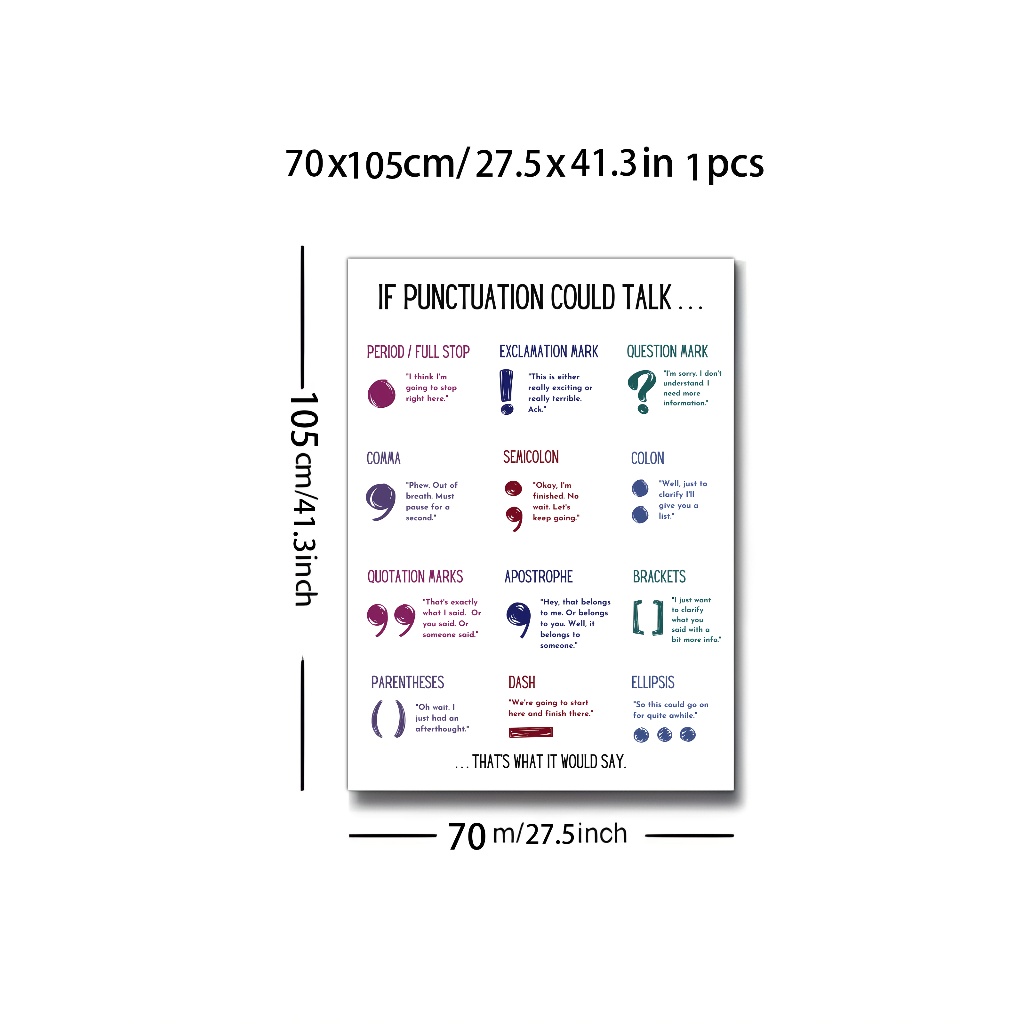 70x105cm/27.5x41.3in 1pcs
105cm/41.3inch
IF PUNCTUATION COULD TALK...
PERIOD / FULL STOP
"I think I'm
going to stop
right here."
EXCLAMATION MARK
!
"This is either
really exciting or
really terrible.
Ack."
QUESTION MARK
?
"I'm sorry. I don't
understand. I
need more
information."
COMMA
,
"Phew. Out of
breath. Must
pause for a
second."
SEMICOLON
;
"Okay, I'm
finished. No
wait. Let's
keep going."
COLON
:
"Well, just to
clarify I'll
give you a
list."
QUOTATION MARKS
"That's exactly
what I said. Or
you said. Or
someone said."
APOSTROPHE
"Hey, that belongs
to me. Or belongs
to you. Well, it
belongs to
someone."
BRACKETS
[ ]
"I just want
to clarify
what you
said with a
bit more info."
PARENTHESES
( )
"Oh wait. I
just had an
afterthought."
DASH
"We're going to start
here and finish there."
ELLIPSIS
"So this could go on
for quite awhile."
...THAT'S WHAT IT WOULD SAY.
70 m/27.5inch